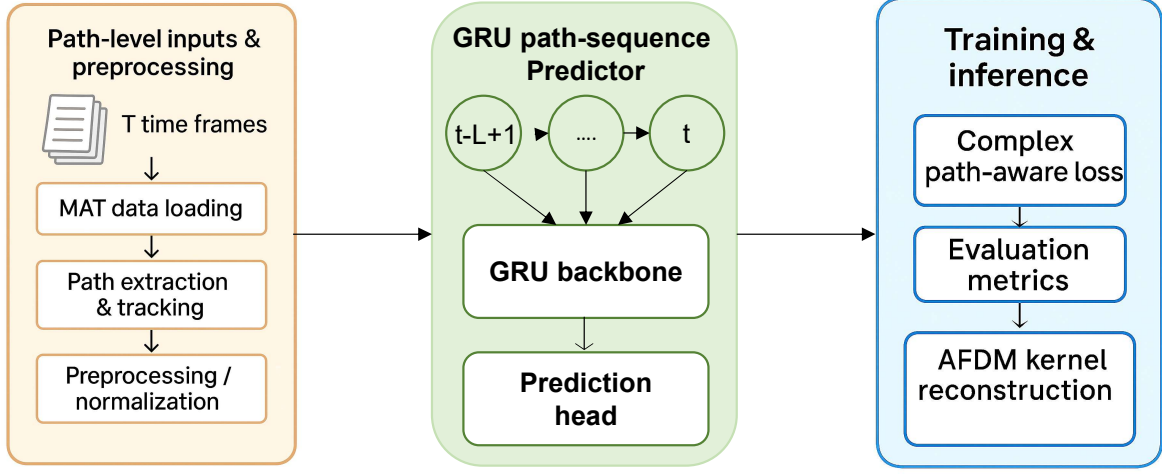 Path-level inputs &
preprocessing
T time frames
MAT data loading
Path extraction
& tracking
Preprocessing /
normalization
GRU path-sequence
Predictor
t-L+1
....
t
GRU backbone
Prediction
head
Training &
inference
Complex
path-aware loss
Evaluation
metrics
AFDM kernel
reconstruction